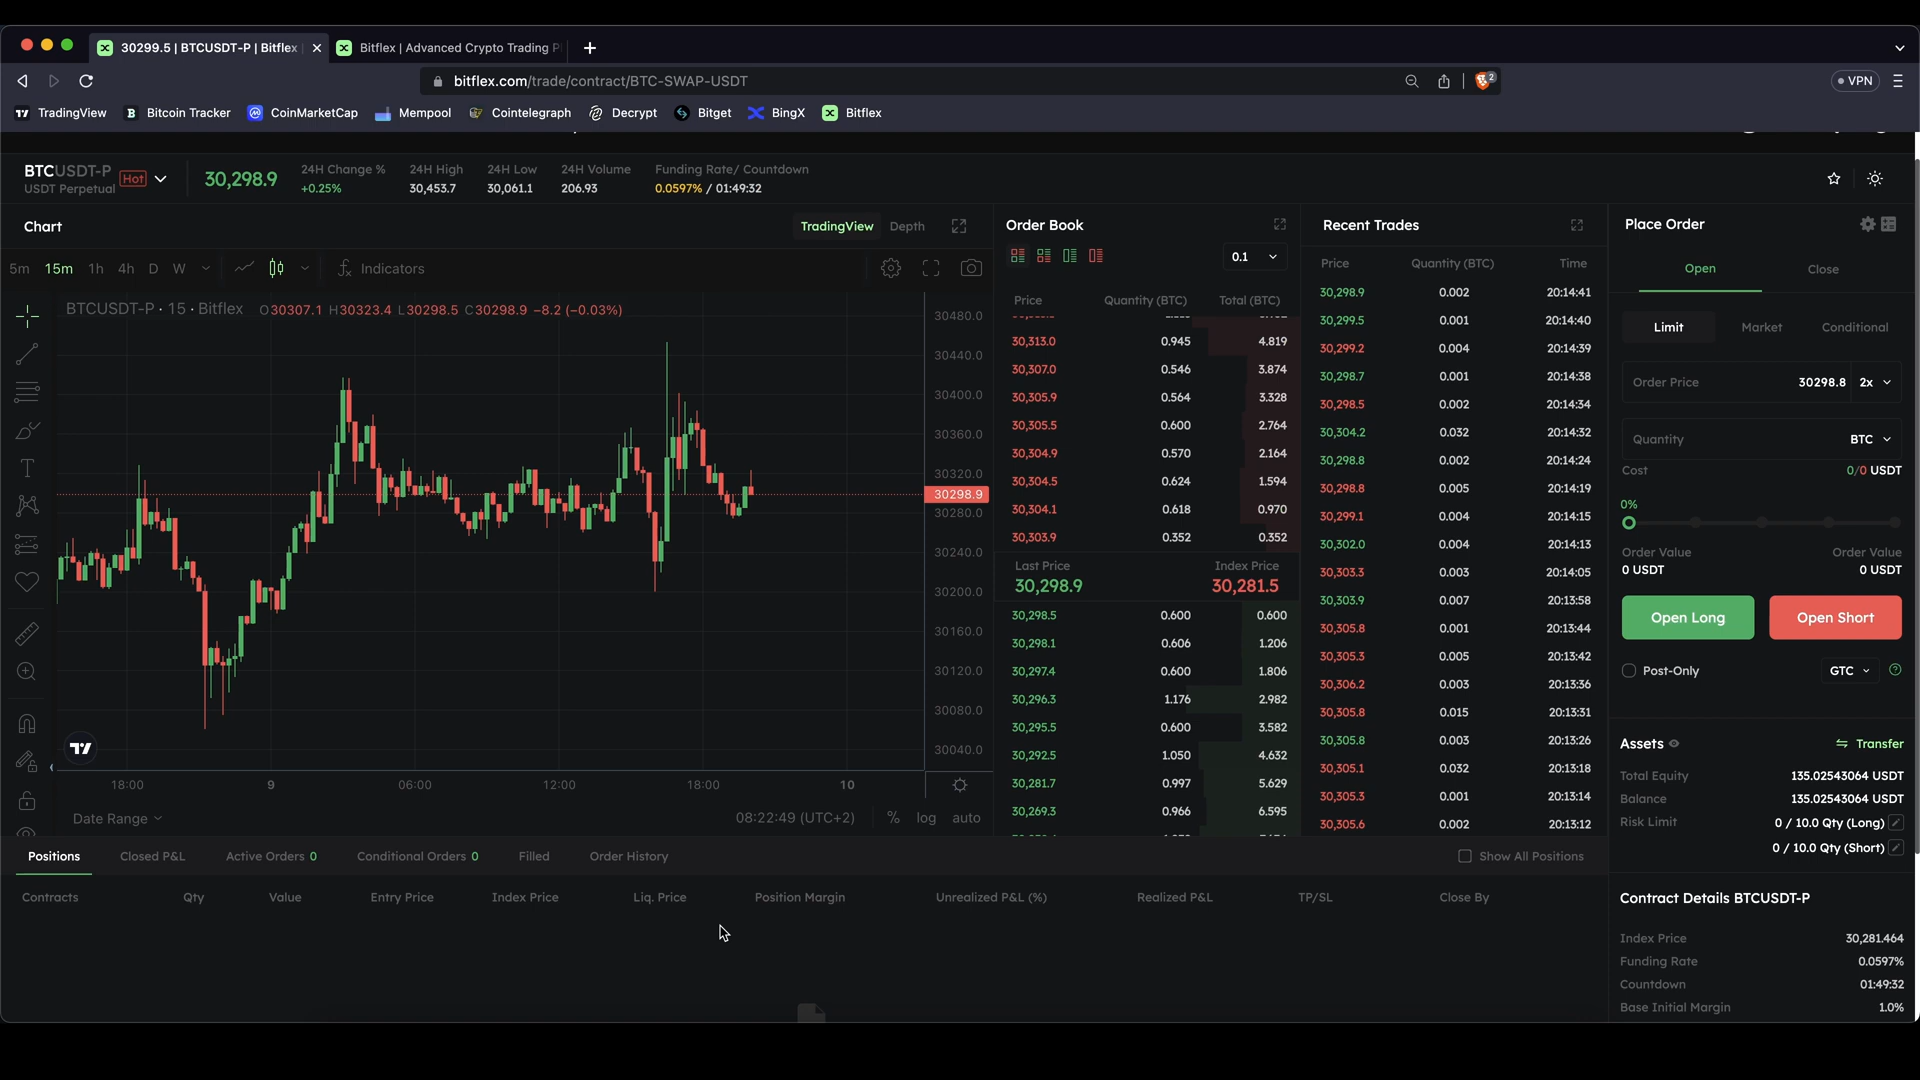 30299.5 | BTCUSDT-P | Bitflex
Bitflex | Advanced Crypto Trading P
bitflex.com/trade/contract/BTC-SWAP-USDT
2
VPN
TradingView
Bitcoin Tracker
CoinMarketCap
Mempool
Cointelegraph
Decrypt
Bitget
BingX
Bitflex
BTCUSDT-P
USDT Perpetual
Hot
30,298.9
24H Change %
+0.25%
24H High
30,453.7
24H Low
30,061.1
24H Volume
206.93
Funding Rate/ Countdown
0.0597% / 01:49:32
Chart
TradingView
Depth
5m 15m 1h 4h D W
Indicators
BTCUSDT-P · 15 · Bitflex O30307.1 H30323.4 L30298.5 C30298.9 −8.2 (−0.03%)
30480.0
30440.0
30400.0
30360.0
30320.0
30298.9
30280.0
30240.0
30200.0
30160.0
30120.0
30080.0
30040.0
18:00 9 06:00 12:00 18:00 10
Date Range
08:22:49 (UTC+2)
% log auto
Order Book
0.1
Price Quantity (BTC) Total (BTC)
30,313.0 0.945 4.819
30,307.0 0.546 3.874
30,305.9 0.564 3.328
30,305.5 0.600 2.764
30,304.9 0.570 2.164
30,304.5 0.624 1.594
30,304.1 0.618 0.970
30,303.9 0.352 0.352
Last Price Index Price
30,298.9 30,281.5
30,298.5 0.600 0.600
30,298.1 0.606 1.206
30,297.4 0.600 1.806
30,296.3 1.176 2.982
30,295.5 0.600 3.582
30,292.5 1.050 4.632
30,281.7 0.997 5.629
30,269.3 0.966 6.595
Recent Trades
Price Quantity (BTC) Time
30,298.9 0.002 20:14:41
30,299.5 0.001 20:14:40
30,299.2 0.004 20:14:39
30,298.7 0.001 20:14:38
30,298.5 0.002 20:14:34
30,304.2 0.032 20:14:32
30,298.8 0.002 20:14:24
30,298.8 0.005 20:14:19
30,299.1 0.004 20:14:15
30,302.0 0.004 20:14:13
30,303.3 0.003 20:14:05
30,303.9 0.007 20:13:58
30,305.8 0.001 20:13:44
30,305.3 0.005 20:13:42
30,306.2 0.003 20:13:36
30,305.8 0.015 20:13:31
30,305.8 0.003 20:13:26
30,305.1 0.032 20:13:18
30,305.3 0.001 20:13:14
30,305.6 0.002 20:13:12
Place Order
Open Close
Limit Market Conditional
Order Price 30298.8 2x
Quantity BTC
Cost 0/0 USDT
0%
Order Value Order Value
0 USDT 0 USDT
Open Long
Open Short
Post-Only
GTC
Assets
Transfer
Total Equity 135.02543064 USDT
Balance 135.02543064 USDT
Risk Limit 0 / 10.0 Qty (Long)
0 / 10.0 Qty (Short)
Contract Details BTCUSDT-P
Index Price 30,281.464
Funding Rate 0.0597%
Countdown 01:49:32
Base Initial Margin 1.0%
Positions Closed P&L Active Orders 0 Conditional Orders 0 Filled Order History
Show All Positions
Contracts Qty Value Entry Price Index Price Liq. Price Position Margin Unrealized P&L (%) Realized P&L TP/SL Close By